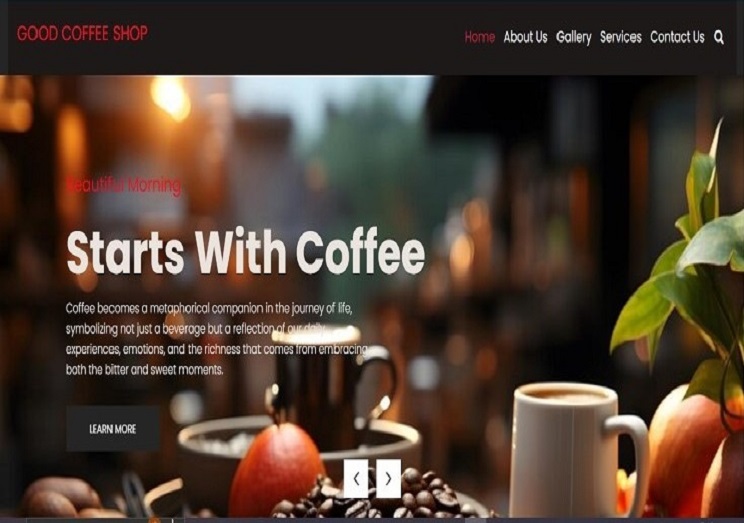 GOOD COFFEE SHOP
Home About Us Gallery Services Contact Us
Beautiful Morning
Starts With Coffee
Coffee becomes a metaphorical companion in the journey of life,
symbolizing not just a beverage but a reflection of our daily
experiences, emotions, and the richness that comes from embracing
both the bitter and sweet moments.
LEARNI MORE